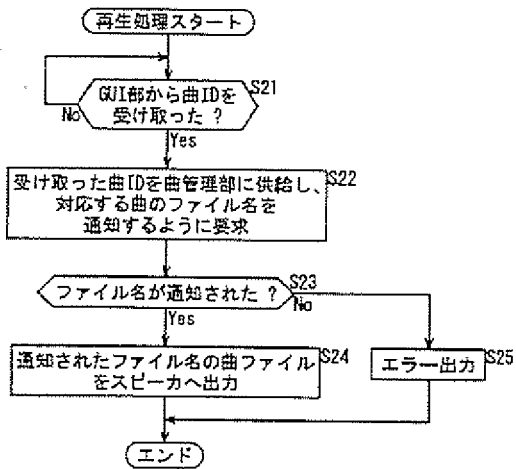 再生処理スタート
GUI部から曲IDを
受け取った ?
S21
No
Yes
受け取った曲IDを曲管理部に供給し、
対応する曲のファイル名を
通知するように要求
S22
ファイル名が通知された ?
S23
No
Yes
通知されたファイル名の曲ファイル
をスピーカへ出力
S24
エラー出力
S25
エンド